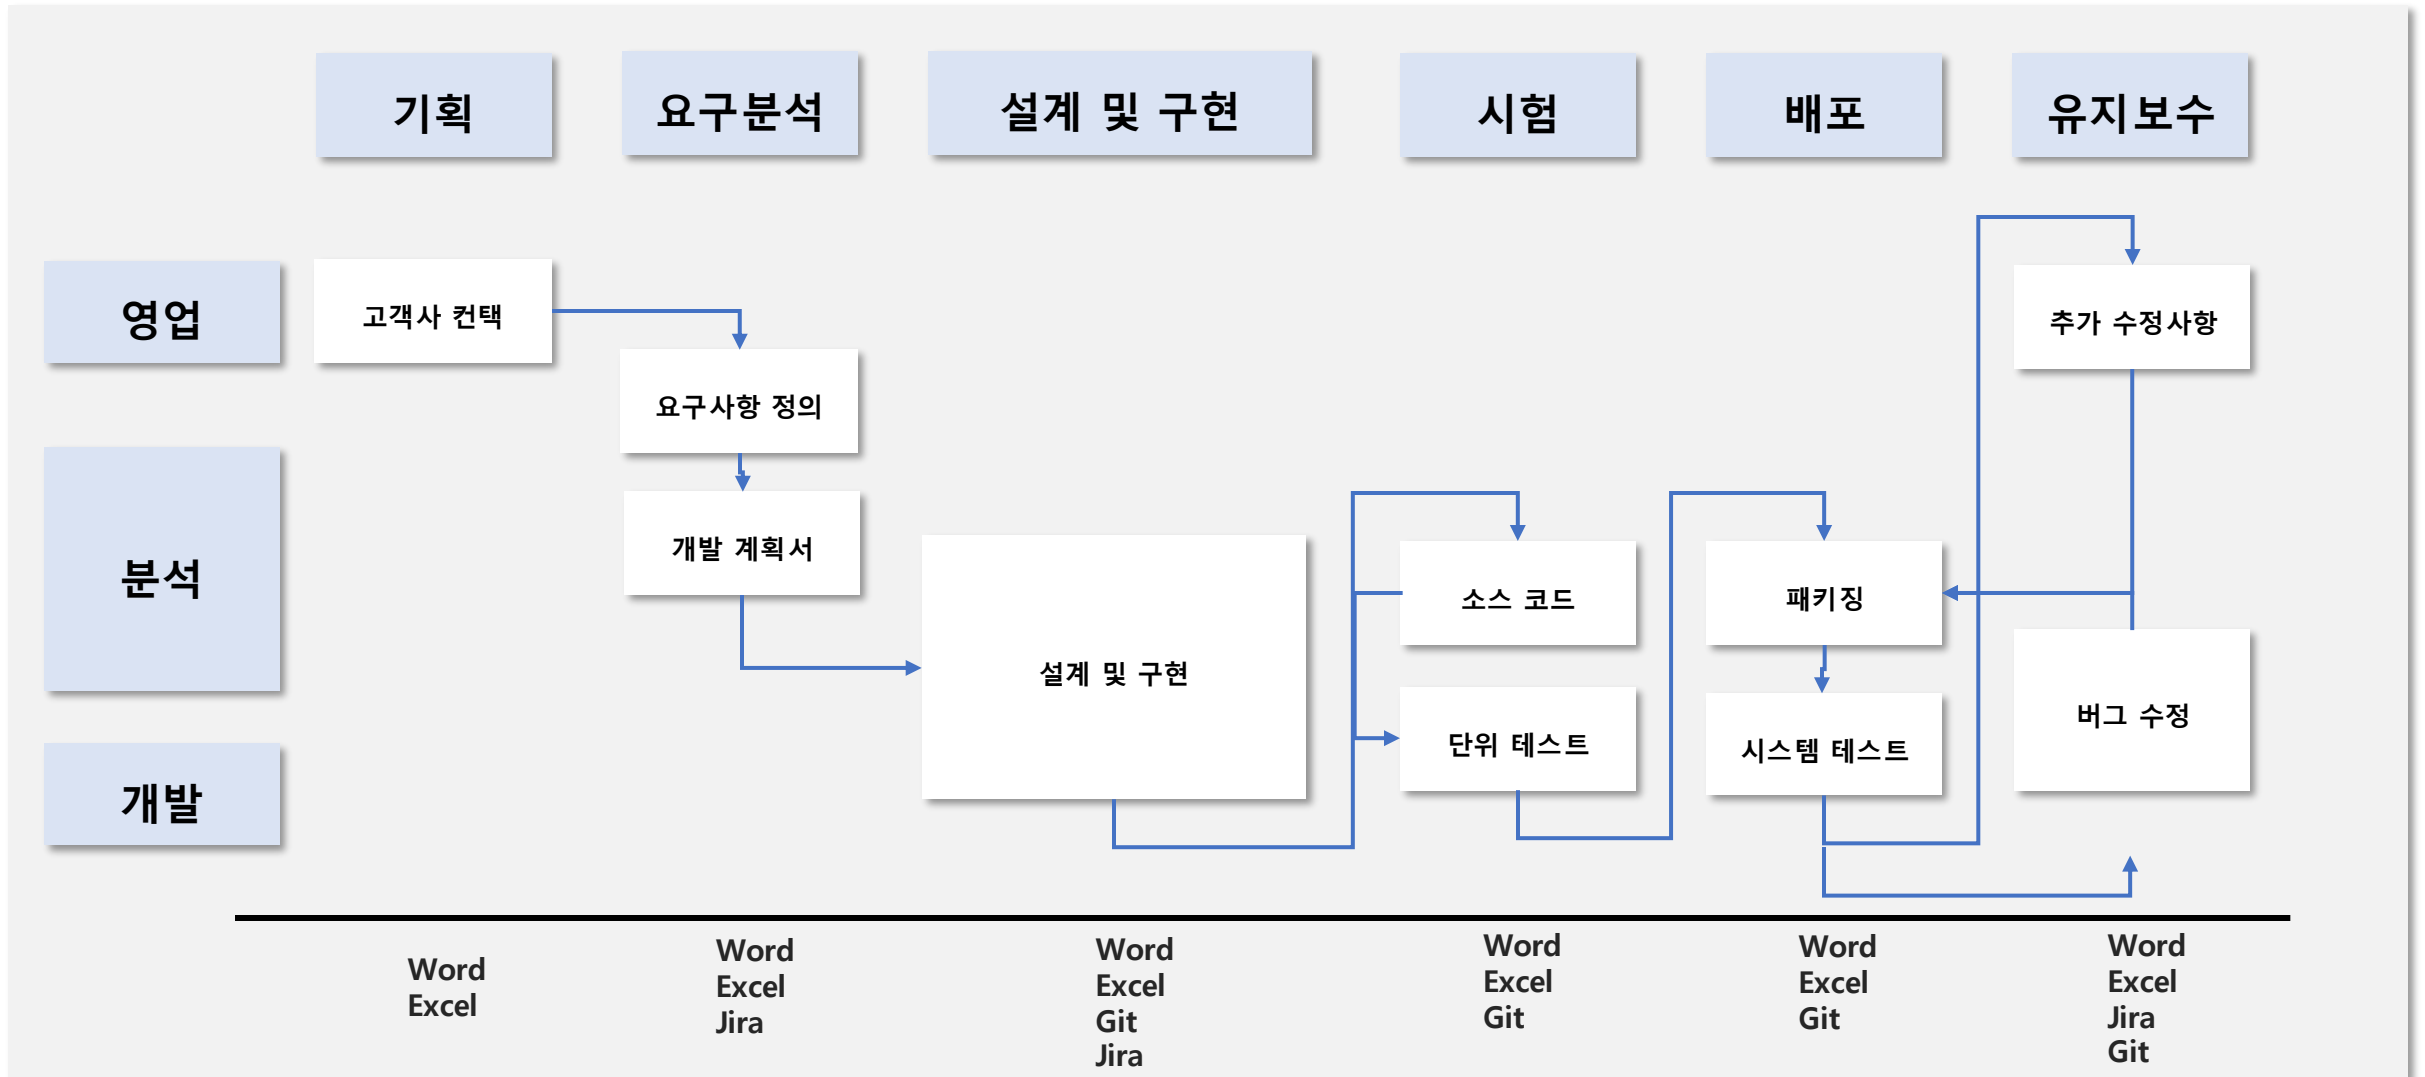 기획
요구분석
설계 및 구현
시험
배포
유지보수
영업
고객사 컨택
추가 수정사항
요구사항 정의
분석
개발 계획서
설계 및 구현
소스 코드
패키징
단위 테스트
시스템 테스트
버그 수정
개발
Word
Excel
Word
Excel
Jira
Word
Excel
Git
Jira
Word
Excel
Git
Word
Excel
Git
Word
Excel
Jira
Git